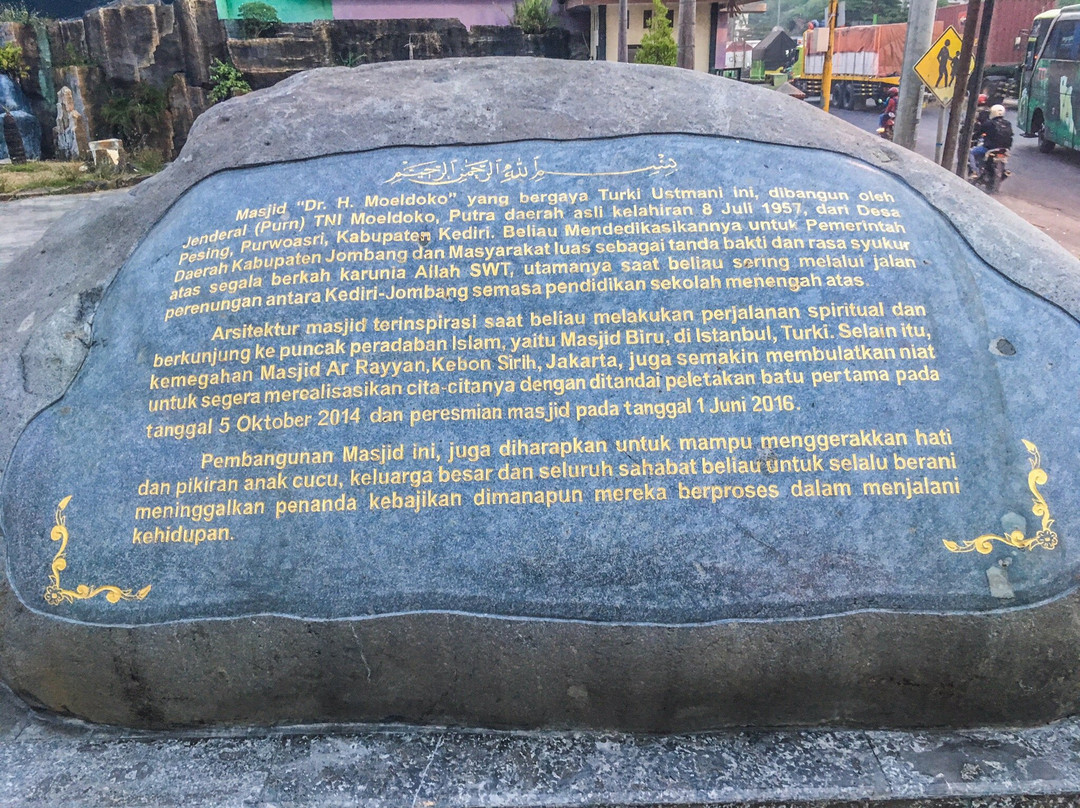 بسم الله الرحمن الرحيم
Masjid "Dr. H. Moeldoko" yang bergaya Turki Ustmani ini, dibangun oleh
Jenderal (Purn) TNI Moeldoko, Putra daerah asli kelahiran 8 Juli 1957, dari Desa
Pesing, Purwoasri, Kabupaten Kediri. Beliau Mendedikasikannya untuk Pemerintah
Daerah Kabupaten Jombang dan Masyarakat luas sebagai tanda bakti dan rasa syukur
atas segala berkah karunia Allah SWT, utamanya saat beliau sering melalui jalan
perenungan antara Kediri-Jombang semasa pendidikan sekolah menengah atas.
Arsitektur masjid terinspirasi saat beliau melakukan perjalanan spiritual dan
berkunjung ke puncak peradaban Islam, yaitu Masjid Biru, di Istanbul, Turki. Selain itu,
kemegahan Masjid Ar Rayyan,Kebon Sirih, Jakarta, juga semakin membulatkan niat
untuk segera merealisasikan cita-citanya dengan ditandai peletakan batu pertama pada
tanggal 5 Oktober 2014 dan peresmian masjid pada tanggal 1 Juni 2016.
Pembangunan Masjid ini, juga diharapkan untuk mampu menggerakkan hati
dan pikiran anak cucu, keluarga besar dan seluruh sahabat beliau untuk selalu berani
meninggalkan penanda kebajikan dimanapun mereka berproses dalam menjalani
kehidupan.